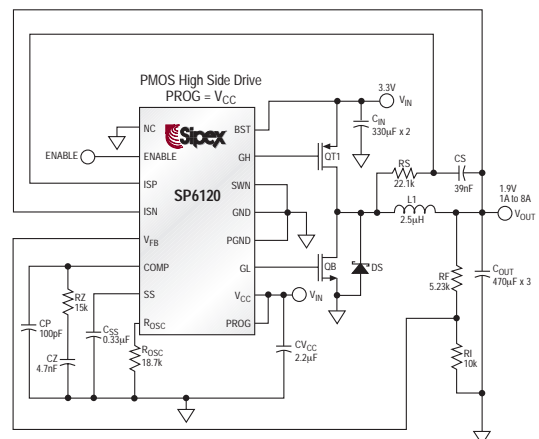 PMOS High Side Drive
PROG = VCC
Sipex
SP6120
NC
ENABLE
ISP
ISN
VFB
COMP
SS
ROSC
BST
GH
SWN
GND
PGND
GL
VCC
PROG
ENABLE
3.3V
VIN
CIN
330µF x 2
QT1
RS
22.1k
CS
39nF
L1
2.5µH
1.9V
1A to 8A
VOUT
QB
DS
RF
5.23k
COUT
470µF x 3
RI
10k
VIN
CVCC
2.2µF
RZ
15k
CP
100pF
CZ
4.7nF
CSS
0.33µF
ROSC
18.7k